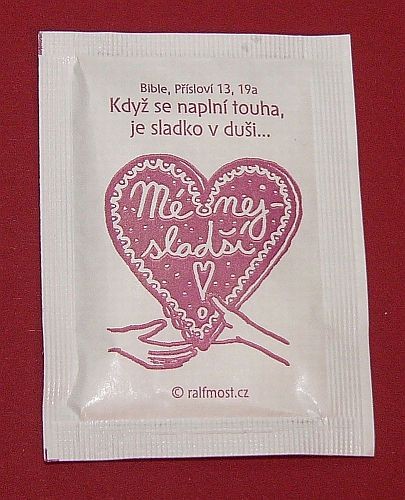 Bible, Přísloví 13, 19a
Když se naplní touha,
je sladko v duši...
Mé nej-
sladší
© ralfmost.cz